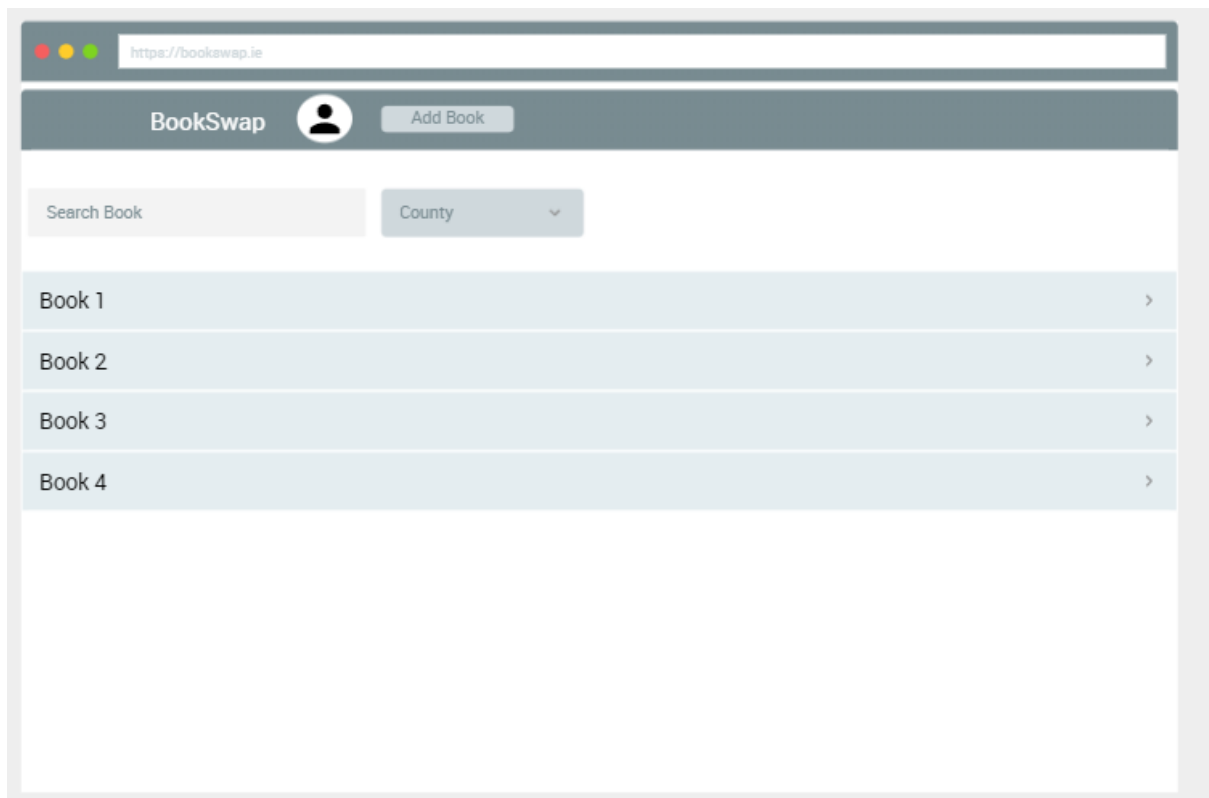 https://bookswap.ie
BookSwap Add Book
Search Book County
Book 1
Book 2
Book 3
Book 4